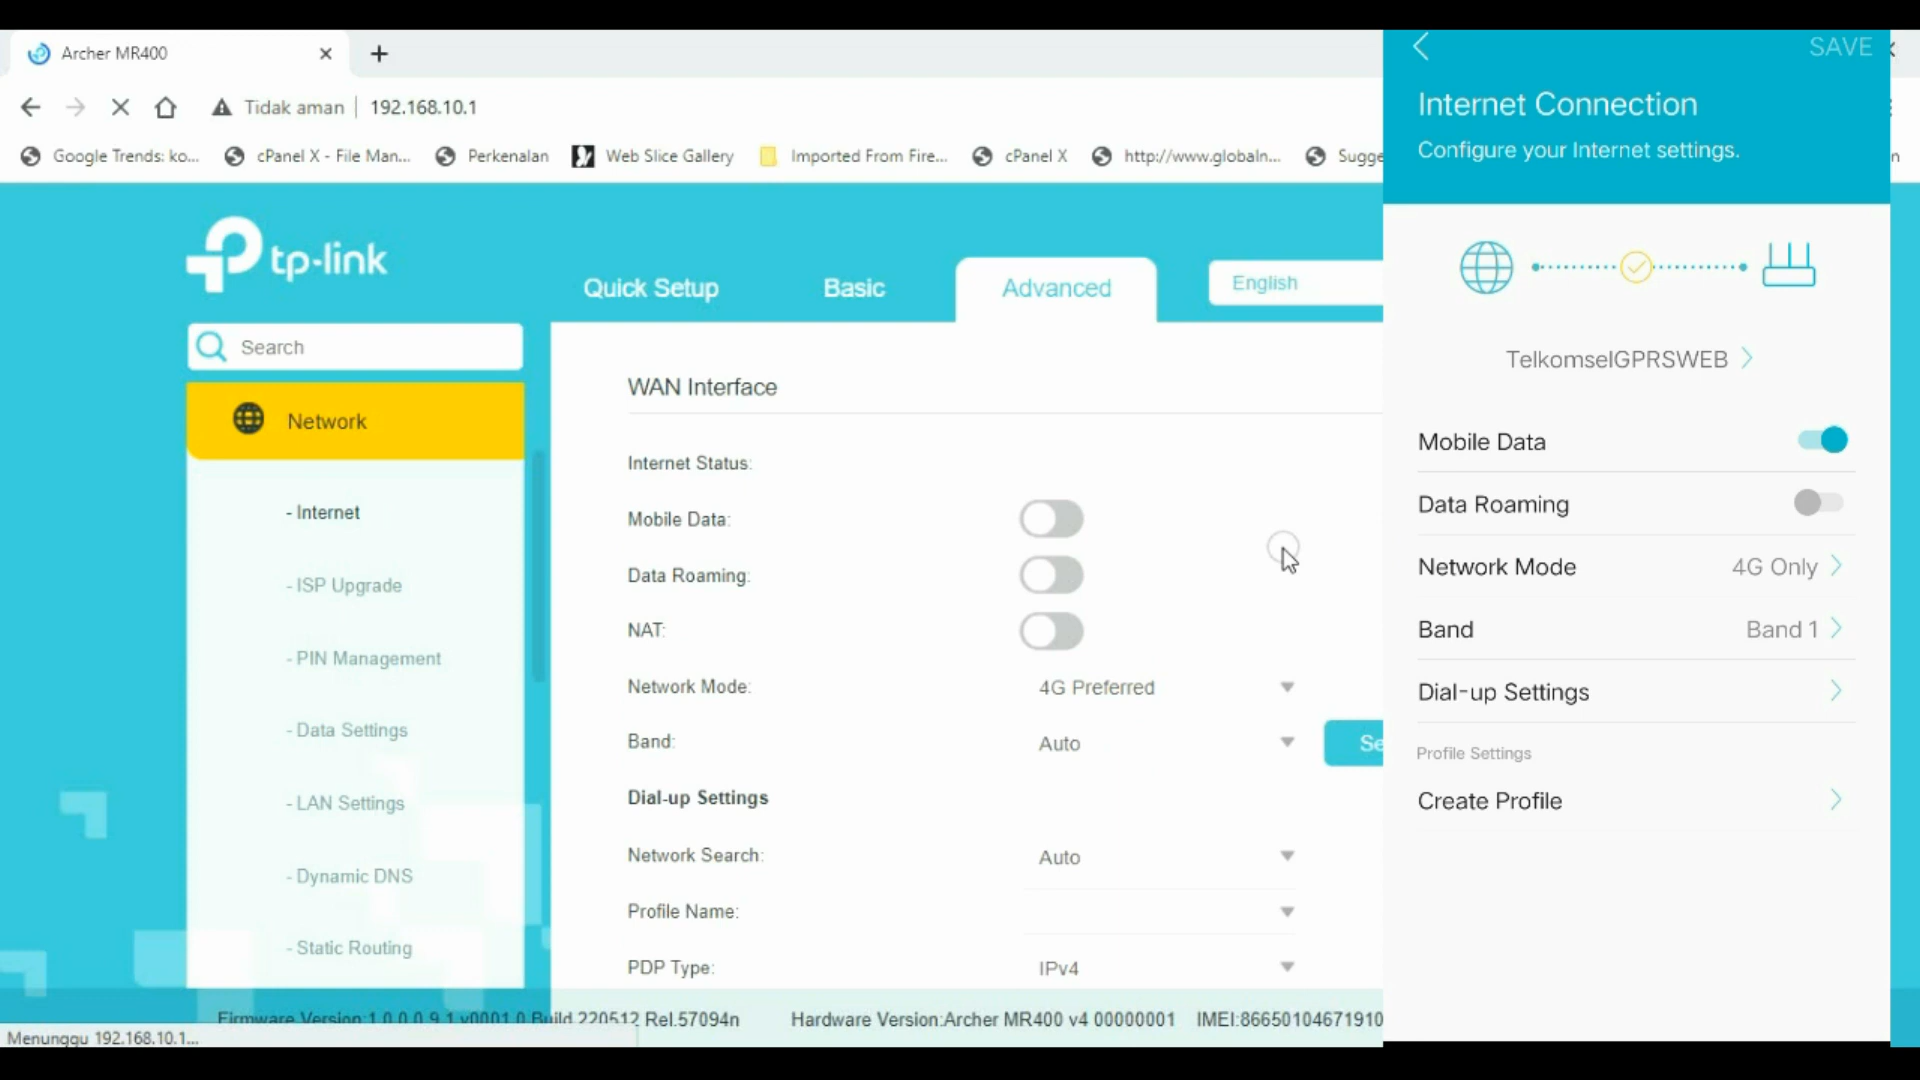 Archer MR400
Tidak aman 192.168.10.1
Google Trends: ko... cPanel X - File Man... Perkenalan Web Slice Gallery Imported From Fire... cPanel X http://www.globaln... Sugge
tp-link
Quick Setup Basic Advanced English
Search
Network
- Internet
- ISP Upgrade
- PIN Management
- Data Settings
- LAN Settings
- Dynamic DNS
- Static Routing
WAN Interface
Internet Status:
Mobile Data:
Data Roaming:
NAT:
Network Mode: 4G Preferred
Band: Auto Se
Dial-up Settings
Network Search: Auto
Profile Name:
PDP Type: IPv4
Firmware Version:1.0.0 0.9.1 v0001.0 Build 220512 Rel.57094n Hardware Version:Archer MR400 v4 00000001 IMEI:86650104671910
Menunggu 192.168.10.1...
SAVE
Internet Connection
Configure your Internet settings.
TelkomselGPRSWEB
Mobile Data
Data Roaming
Network Mode 4G Only
Band Band 1
Dial-up Settings
Profile Settings
Create Profile